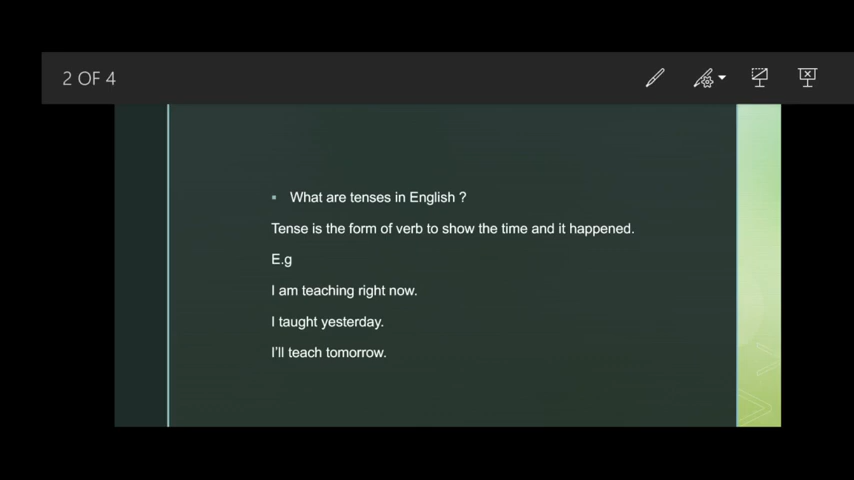 2 OF 4
What are tenses in English ?
Tense is the form of verb to show the time and it happened.
E.g
I am teaching right now.
I taught yesterday.
I'll teach tomorrow.